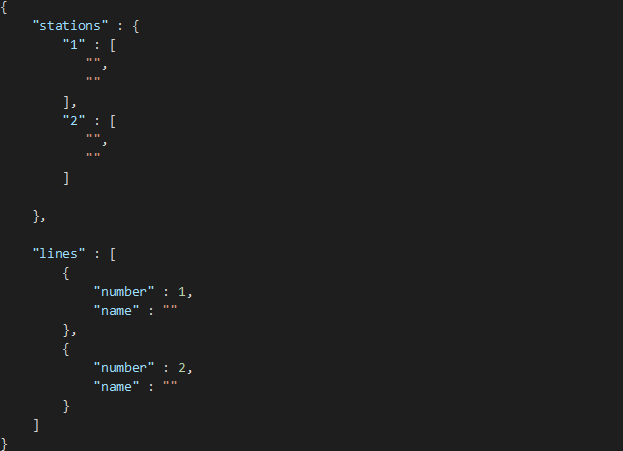 {
    "stations" : {
        "1" : [
           "",
           ""
        ],
        "2" : [
           "",
           ""
        ]

    },

    "lines" : [
        {
            "number" : 1,
            "name" : ""
        },
        {
            "number" : 2,
            "name" : ""
        }
    ]
}